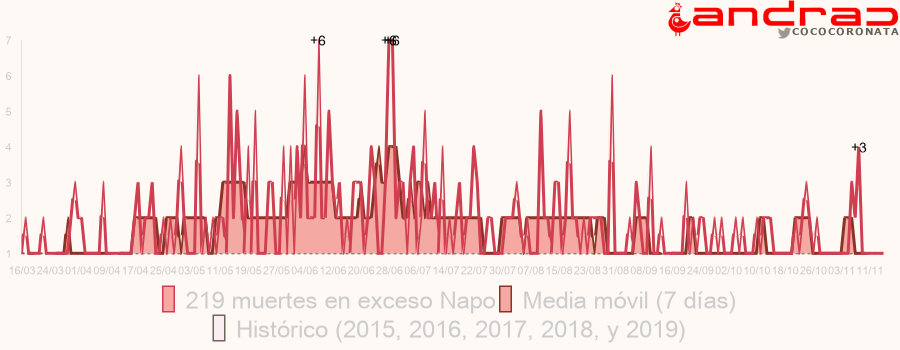 andrac
COCOCORONATA
7
6
5
4
3
2
1
+6
+6
+6
+3
16/03 24/03 01/04 09/04 17/04 25/04 03/05 11/05 19/05 27/05 04/06 12/06 20/06 28/06 06/07 14/07 22/07 30/07 07/08 15/08 23/08 31/08 08/09 16/09 24/09 02/10 10/10 18/10 26/10 03/11 11/11
219 muertes en exceso Napo Media móvil (7 días)
Histórico (2015, 2016, 2017, 2018, y 2019)